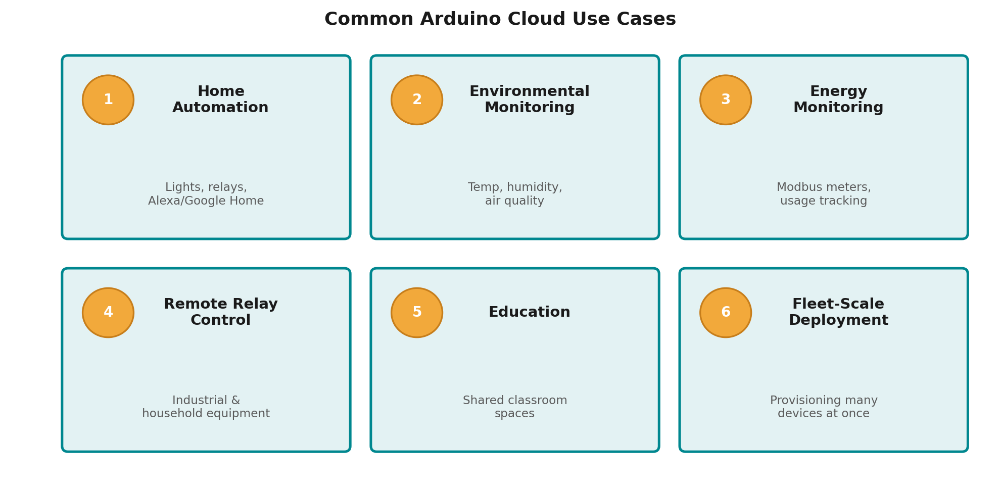 Common Arduino Cloud Use Cases
1
Home
Automation
Lights, relays,
Alexa/Google Home
2
Environmental
Monitoring
Temp, humidity,
air quality
3
Energy
Monitoring
Modbus meters,
usage tracking
4
Remote Relay
Control
Industrial &
household equipment
5
Education
Shared classroom
spaces
6
Fleet-Scale
Deployment
Provisioning many
devices at once